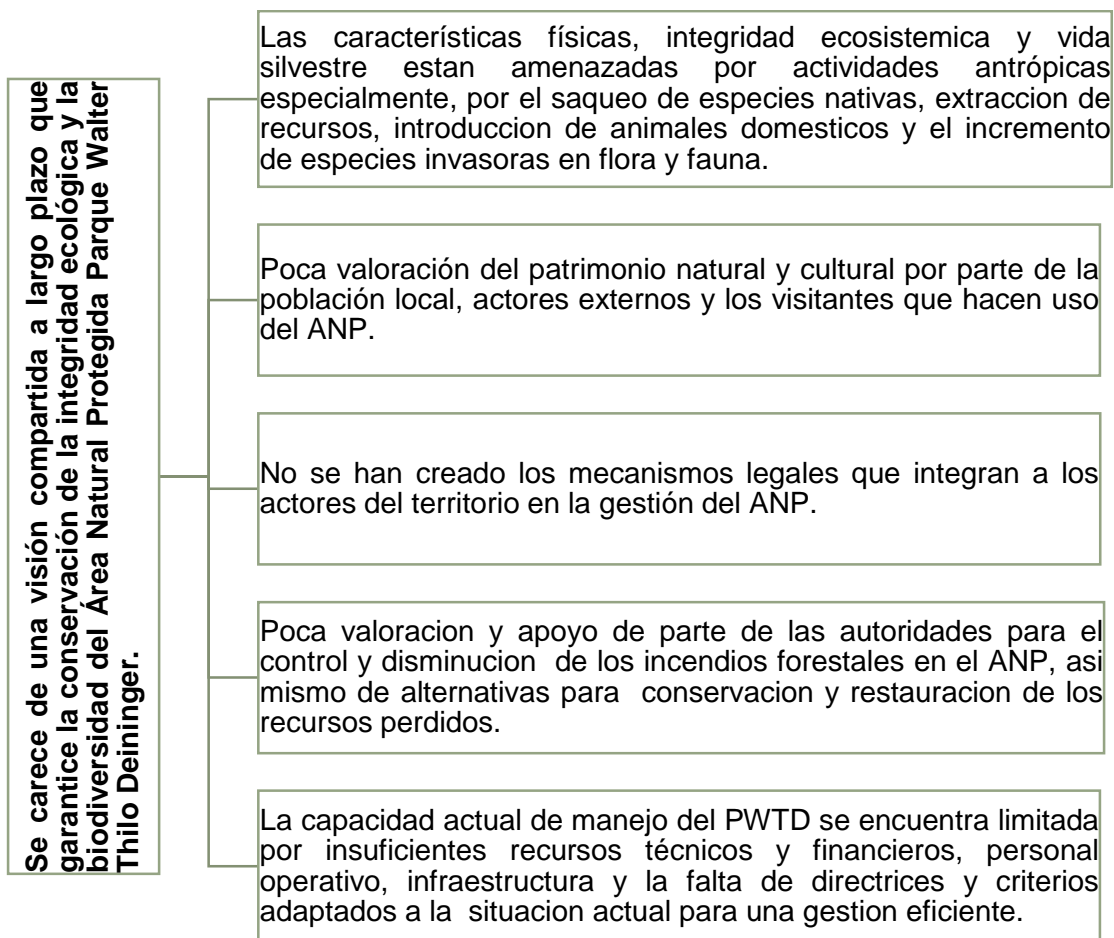 Se carece de una visión compartida a largo plazo que
garantice la conservación de la integridad ecológica y la
biodiversidad del Área Natural Protegida Parque Walter
Thilo Deininger.
Las características físicas, integridad ecosistemica y vida
silvestre estan amenazadas por actividades antrópicas
especialmente, por el saqueo de especies nativas, extraccion de
recursos, introduccion de animales domesticos y el incremento
de especies invasoras en flora y fauna.
Poca valoración del patrimonio natural y cultural por parte de la
población local, actores externos y los visitantes que hacen uso
del ANP.
No se han creado los mecanismos legales que integran a los
actores del territorio en la gestión del ANP.
Poca valoracion y apoyo de parte de las autoridades para el
control y disminucion de los incendios forestales en el ANP, asi
mismo de alternativas para conservacion y restauracion de los
recursos perdidos.
La capacidad actual de manejo del PWTD se encuentra limitada
por insuficientes recursos técnicos y financieros, personal
operativo, infraestructura y la falta de directrices y criterios
adaptados a la situacion actual para una gestion eficiente.